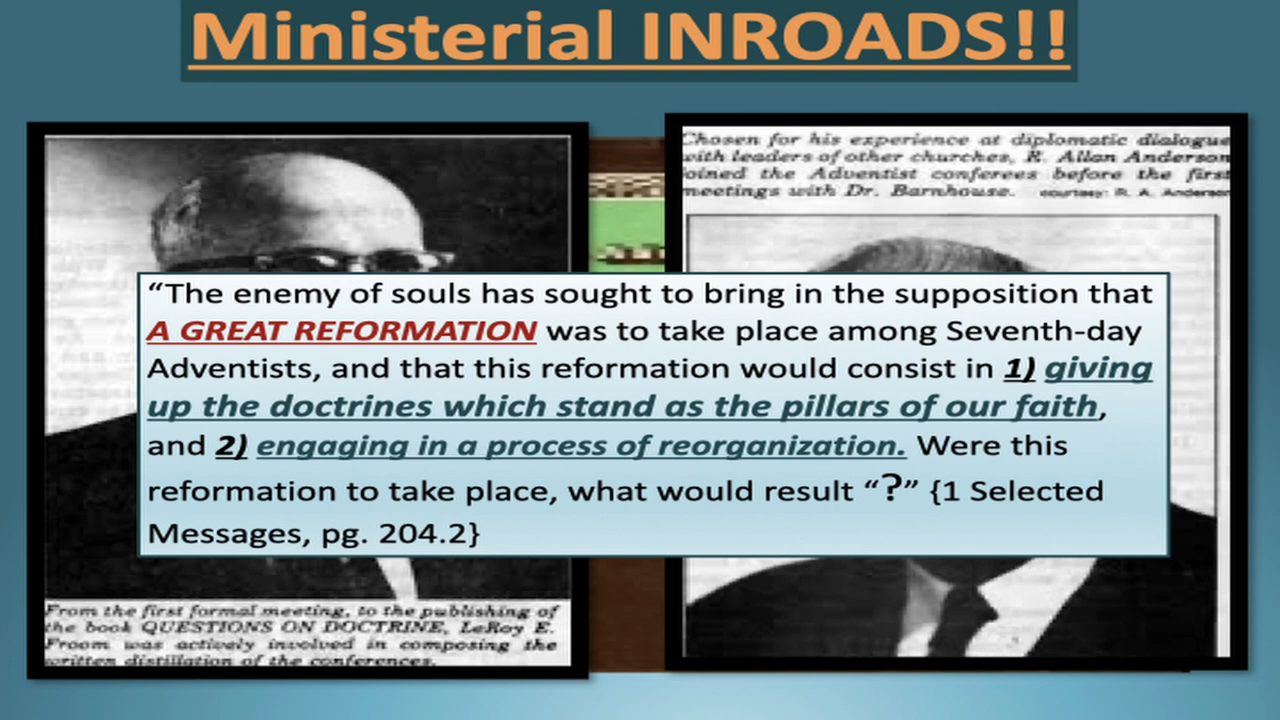 Ministerial INROADS!!
Chosen for his experience at diplomatic dialogue
with leaders of other churches, R. Allan Anderson
joined the Adventist conferees before the first
meetings with Dr. Barnhouse. courtesy: R. A. Anderson
“The enemy of souls has sought to bring in the supposition that
A GREAT REFORMATION was to take place among Seventh-day
Adventists, and that this reformation would consist in 1) giving
up the doctrines which stand as the pillars of our faith,
and 2) engaging in a process of reorganization. Were this
reformation to take place, what would result “?” {1 Selected
Messages, pg. 204.2}
From the first formal meeting, to the publishing of
the book QUESTIONS ON DOCTRINE, LeRoy E.
Froom was actively involved in composing the
written distillation of the conferences.